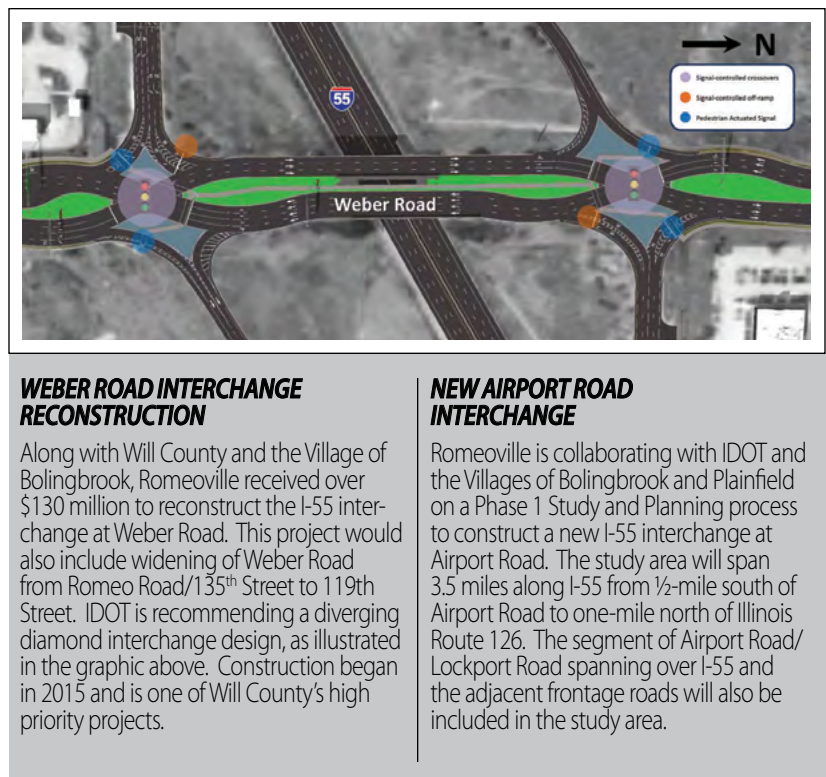 N
Signal-controlled crossovers
Signal-controlled off-ramp
Pedestrian Actuated Signal
55
Weber Road
WEBER ROAD INTERCHANGE
RECONSTRUCTION
Along with Will County and the Village of
Bolingbrook, Romeoville received over
$130 million to reconstruct the I-55 inter-
change at Weber Road. This project would
also include widening of Weber Road
from Romeo Road/135th Street to 119th
Street. IDOT is recommending a diverging
diamond interchange design, as illustrated
in the graphic above. Construction began
in 2015 and is one of Will County’s high
priority projects.
NEW AIRPORT ROAD
INTERCHANGE
Romeoville is collaborating with IDOT and
the Villages of Bolingbrook and Plainfield
on a Phase 1 Study and Planning process
to construct a new I-55 interchange at
Airport Road. The study area will span
3.5 miles along I-55 from ½-mile south of
Airport Road to one-mile north of Illinois
Route 126. The segment of Airport Road/
Lockport Road spanning over I-55 and
the adjacent frontage roads will also be
included in the study area.